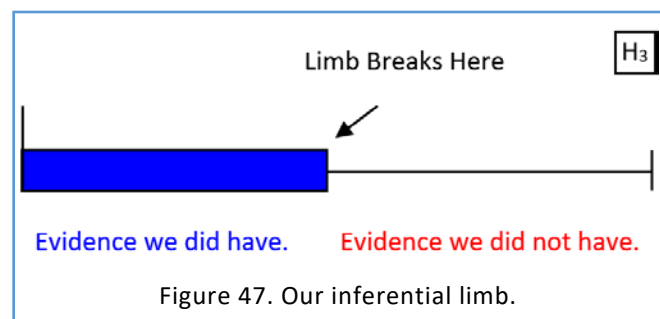 H₃
Limb Breaks Here
Evidence we did have. Evidence we did not have.
Figure 47. Our inferential limb.